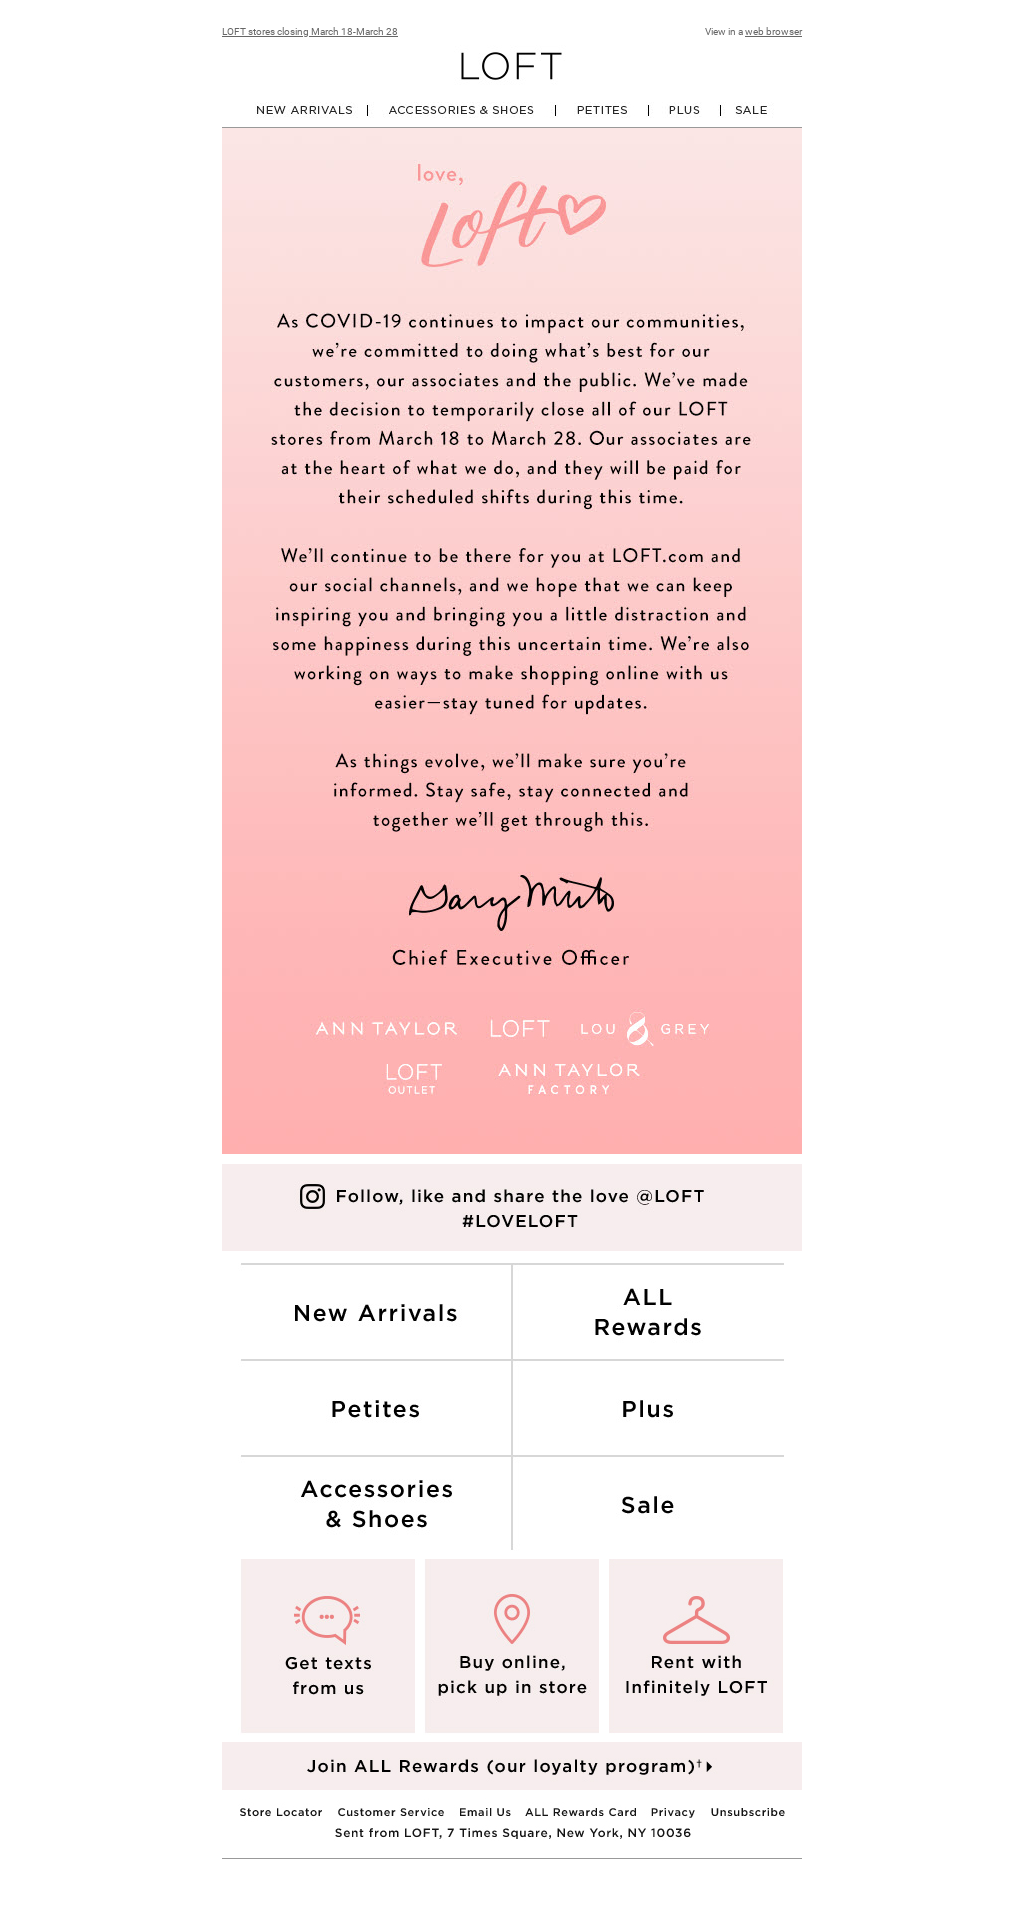 LOFT stores closing March 18-March 28
View in a web browser
LOFT
NEW ARRIVALS | ACCESSORIES & SHOES | PETITES | PLUS | SALE
love,
Loft
As COVID-19 continues to impact our communities,
we're committed to doing what's best for our
customers, our associates and the public. We've made
the decision to temporarily close all of our LOFT
stores from March 18 to March 28. Our associates are
at the heart of what we do, and they will be paid for
their scheduled shifts during this time.
We'll continue to be there for you at LOFT.com and
our social channels, and we hope that we can keep
inspiring you and bringing you a little distraction and
some happiness during this uncertain time. We're also
working on ways to make shopping online with us
easier—stay tuned for updates.
As things evolve, we'll make sure you're
informed. Stay safe, stay connected and
together we'll get through this.
Gary Muto
Chief Executive Officer
ANN TAYLOR LOFT LOU & GREY
LOFT
OUTLET
ANN TAYLOR
FACTORY
Follow, like and share the love @LOFT
#LOVELOFT
New Arrivals
ALL
Rewards
Petites
Plus
Accessories
& Shoes
Sale
Get texts
from us
Buy online,
pick up in store
Rent with
Infinitely LOFT
Join ALL Rewards (our loyalty program)†
Store Locator Customer Service Email Us ALL Rewards Card Privacy Unsubscribe
Sent from LOFT, 7 Times Square, New York, NY 10036